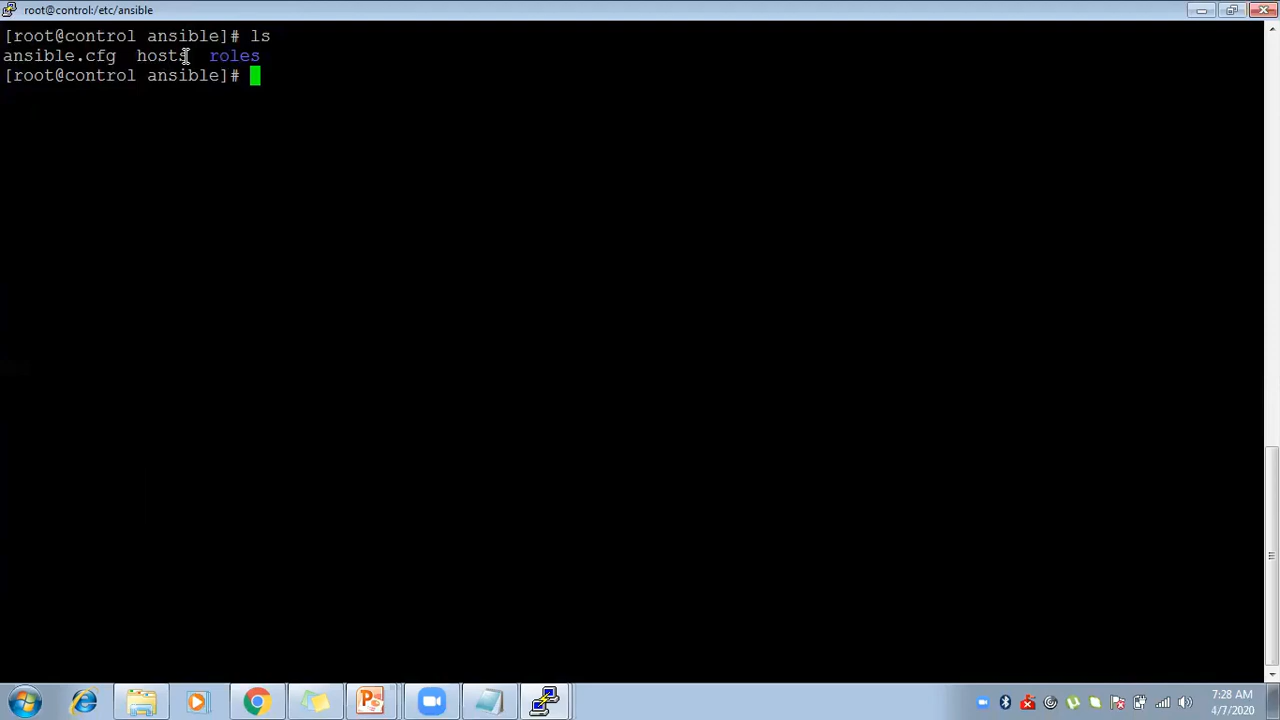 root@control:/etc/ansible
[root@control ansible]# ls
ansible.cfg  hosts  roles
[root@control ansible]#
7:28 AM
4/7/2020